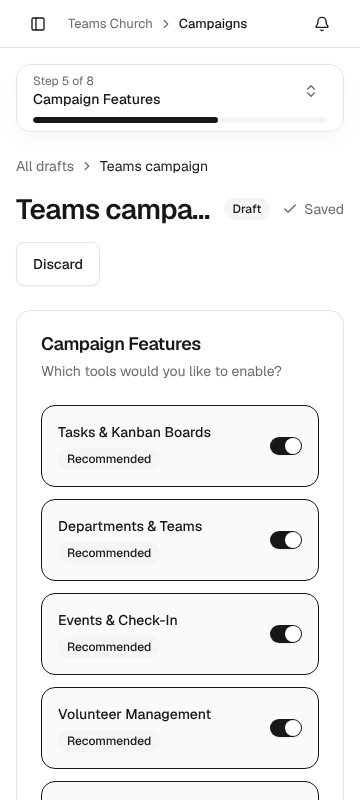 Teams Church > Campaigns
Step 5 of 8
Campaign Features
All drafts > Teams campaign
Teams campa... Draft Saved
Discard
Campaign Features
Which tools would you like to enable?
Tasks & Kanban Boards
Recommended
Departments & Teams
Recommended
Events & Check-In
Recommended
Volunteer Management
Recommended